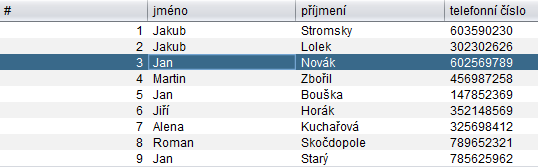 # jméno příjmení telefonní číslo
1 Jakub Stromsky 603590230
2 Jakub Lolek 302302626
3 Jan Novák 602569789
4 Martin Zbořil 456987258
5 Jan Bouška 147852369
6 Jiří Horák 352148569
7 Alena Kuchařová 325698412
8 Roman Skočdopole 789652321
9 Jan Starý 785625962